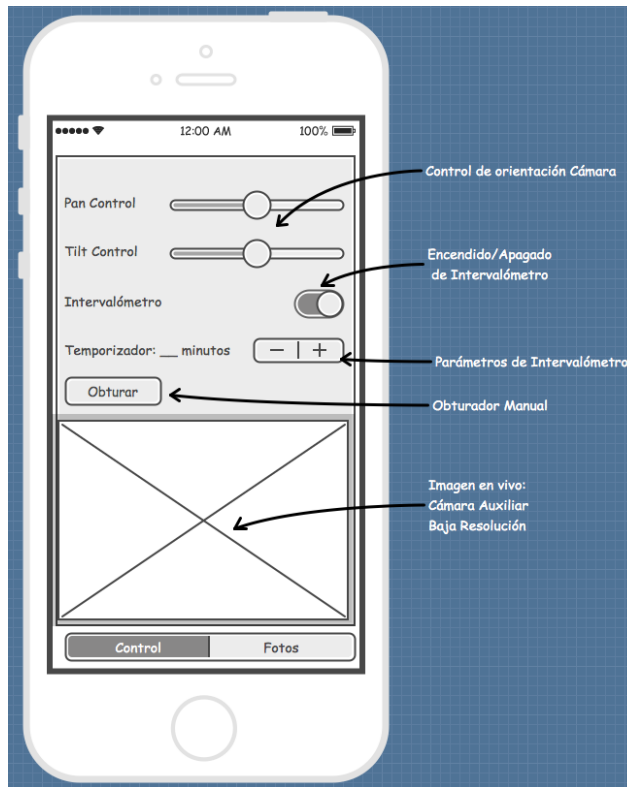 12:00 AM
100%
Pan Control
Control de orientación Cámara
Tilt Control
Encendido/Apagado
de Intervalómetro
Intervalómetro
Temporizador: __ minutos
− | +
Parámetros de Intervalómetro
Obturar
Obturador Manual
Imagen en vivo:
Cámara Auxiliar
Baja Resolución
Control
Fotos